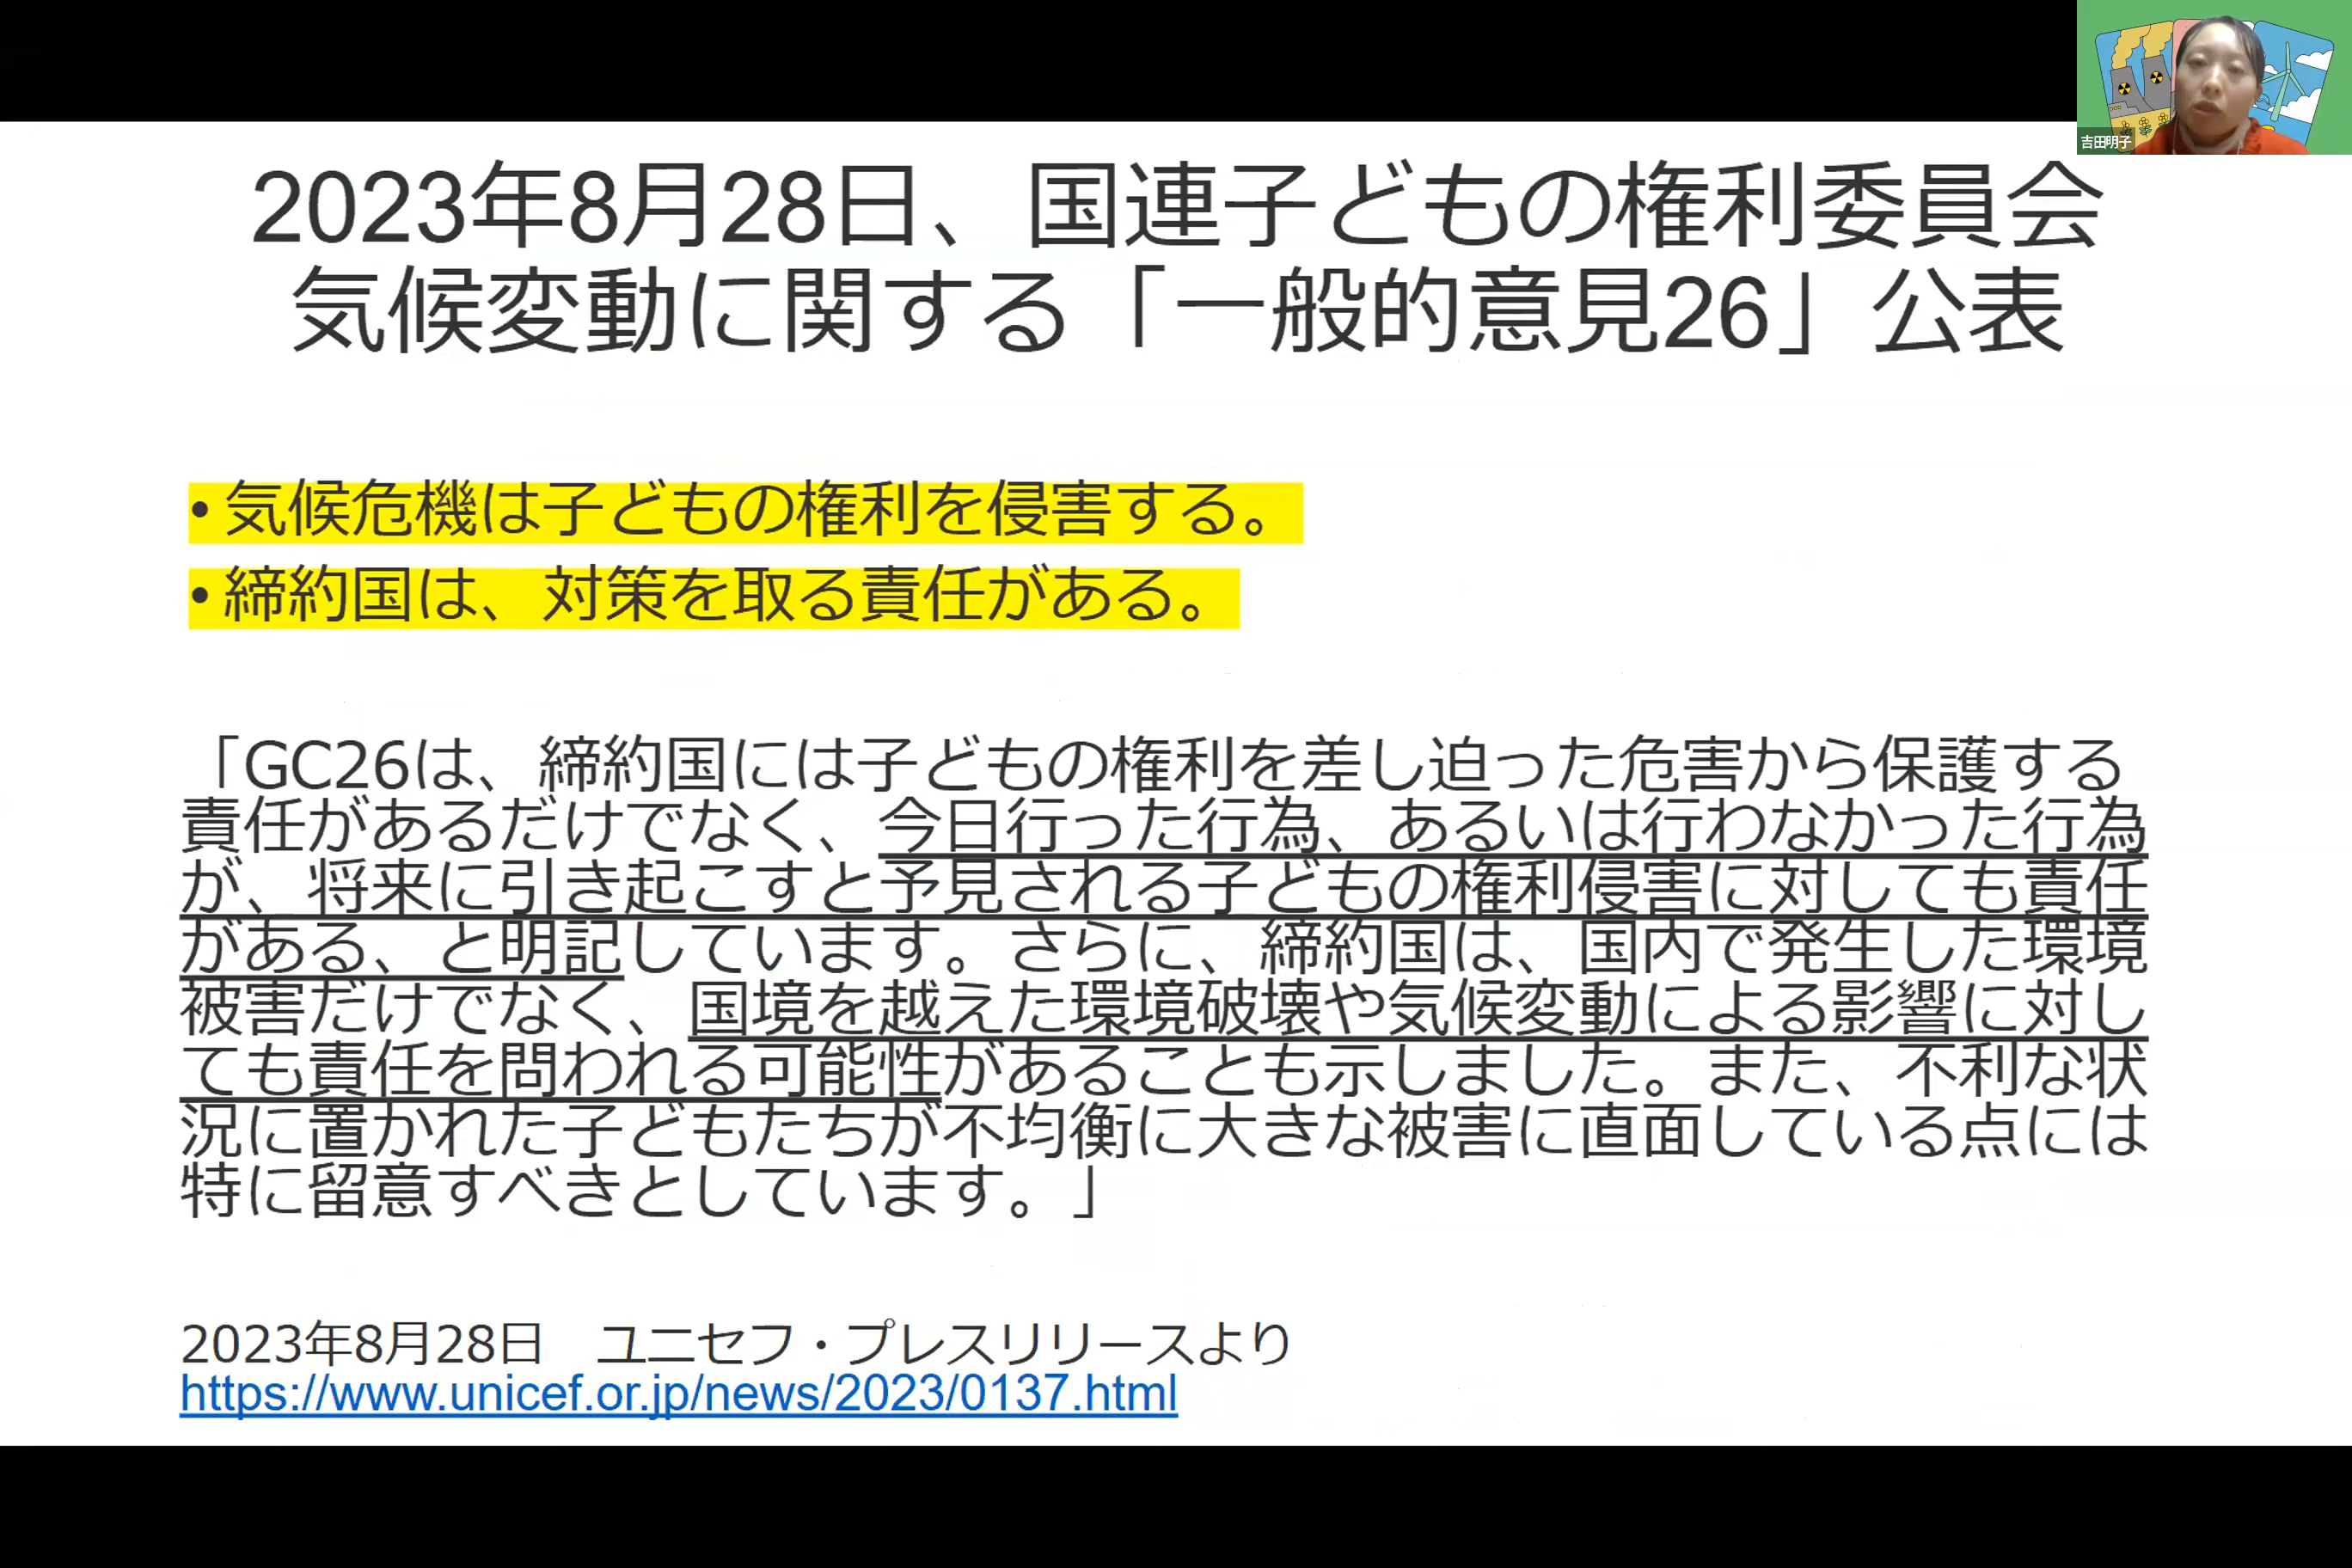 吉田明子
2023年8月28日、国連子どもの権利委員会
気候変動に関する「一般的意見26」公表
• 気候危機は子どもの権利を侵害する。
• 締約国は、対策を取る責任がある。
「GC26は、締約国には子どもの権利を差し迫った危害から保護する
責任があるだけでなく、今日行った行為、あるいは行わなかった行為
が、将来に引き起こすと予見される子どもの権利侵害に対しても責任
がある、と明記しています。さらに、締約国は、国内で発生した環境
被害だけでなく、国境を越えた環境破壊や気候変動による影響に対し
ても責任を問われる可能性があることも示しました。また、不利な状
況に置かれた子どもたちが不均衡に大きな被害に直面している点には
特に留意すべきとしています。」
2023年8月28日　ユニセフ・プレスリリースより
https://www.unicef.or.jp/news/2023/0137.html